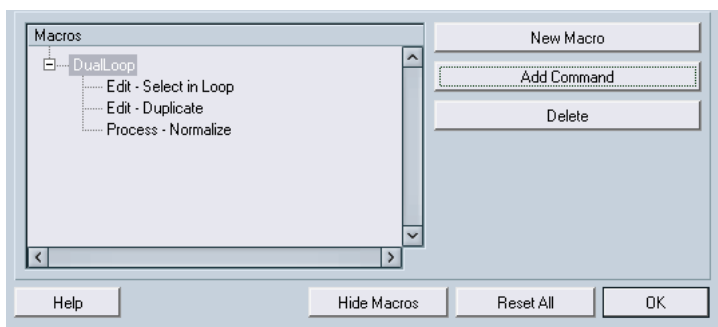 Macros
DualLoop
Edit - Select in Loop
Edit - Duplicate
Process - Normalize
New Macro
Add Command
Delete
Help
Hide Macros
Reset All
OK